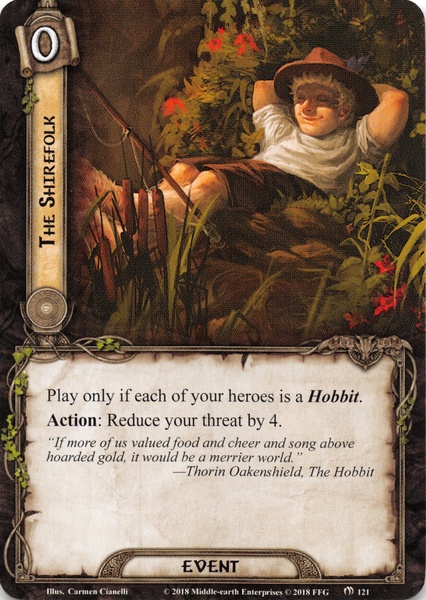 0
THE SHIREFOLK
Play only if each of your heroes is a Hobbit.
Action: Reduce your threat by 4.
“If more of us valued food and cheer and song above
hoarded gold, it would be a merrier world.”
—Thorin Oakenshield, The Hobbit
EVENT
Illus. Carmen Cianelli © 2018 Middle-earth Enterprises © 2018 FFG 121